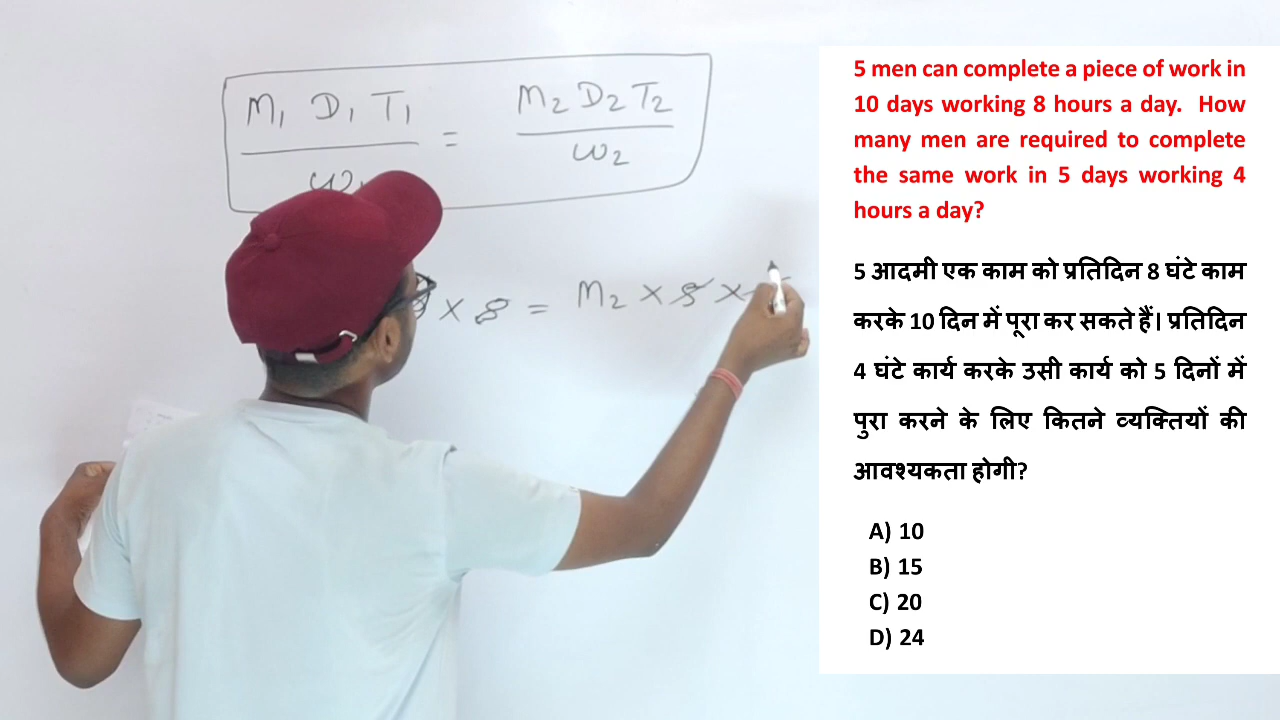 M₁ D₁ T₁ = M₂ D₂ T₂
W₂
× 8 = M₂ × 5 ×
5 men can complete a piece of work in
10 days working 8 hours a day. How
many men are required to complete
the same work in 5 days working 4
hours a day?
5 आदमी एक काम को प्रतिदिन 8 घंटे काम
करके 10 दिन में पूरा कर सकते हैं। प्रतिदिन
4 घंटे कार्य करके उसी कार्य को 5 दिनों में
पुरा करने के लिए कितने व्यक्तियों की
आवश्यकता होगी?
A) 10
B) 15
C) 20
D) 24